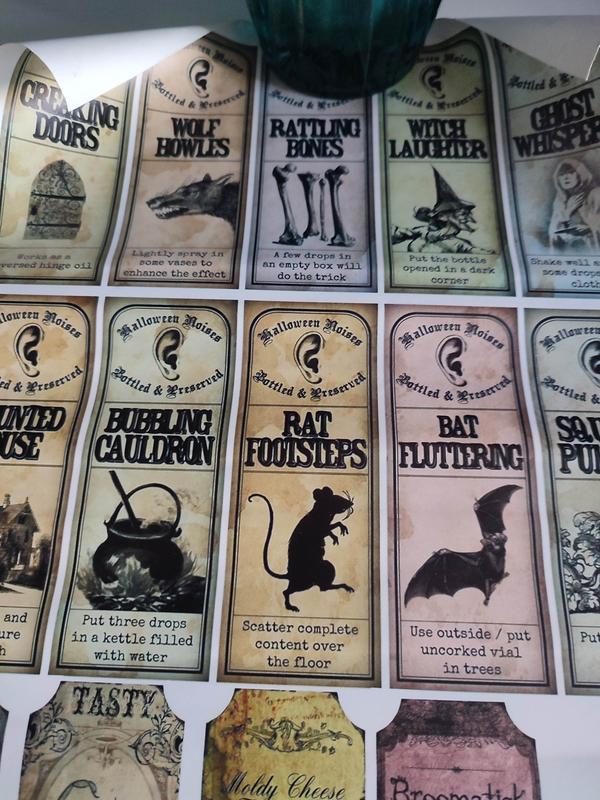 Bottled & Preserved
CREAKING
DOORS
Works as a
hinge oil
Halloween Noises
Bottled & Preserved
WOLF
HOWLES
Lightly spray in
some vases to
enhance the effect
Bottled & Preserved
RATTLING
BONES
A few drops in
an empty box will
do the trick
Bottled & Preserved
WITCH
LAUGHTER
Put the bottle
opened in a dark
corner
GHOST
Shake well
some drops
Halloween Noises
Bottled & Preserved
BUBBLING
CAULDRON
Put three drops
in a kettle filled
with water
Halloween Noises
Bottled & Preserved
RAT
FOOTSTEPS
Scatter complete
content over
the floor
Halloween Noises
Bottled & Preserved
BAT
FLUTTERING
Use outside / put
uncorked vial
in trees
and
TASTY
Moldy Cheese
Broomstick